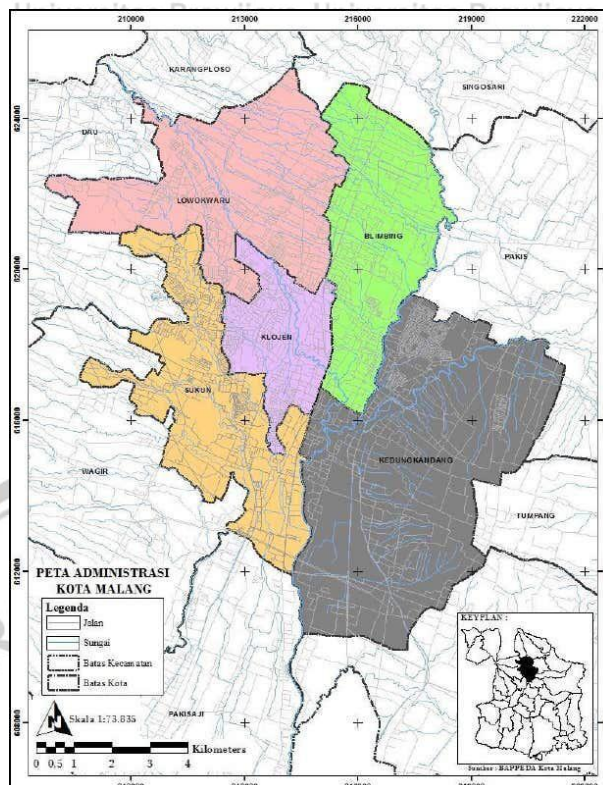 210000 213000 216000 219000 222000
KARANGPLOSO
SINGOSARI
624000
DAU
LOWOKWARU
BLIMBING
620000
PAKIS
KLOJEN
SUKUN
616000
KEDUNGKANDANG
WAGIR
TUMPANG
612000
PETA ADMINISTRASI
KOTA MALANG
Legenda
Jalan
Sungai
Batas Kecamatan
Batas Kota
KEYPLAN :
PAKISAJI
608000
N
Skala 1:73.835
Kilometers
0 0.5 1 2 3 4
Sumber : BAPPEDA Kota Malang